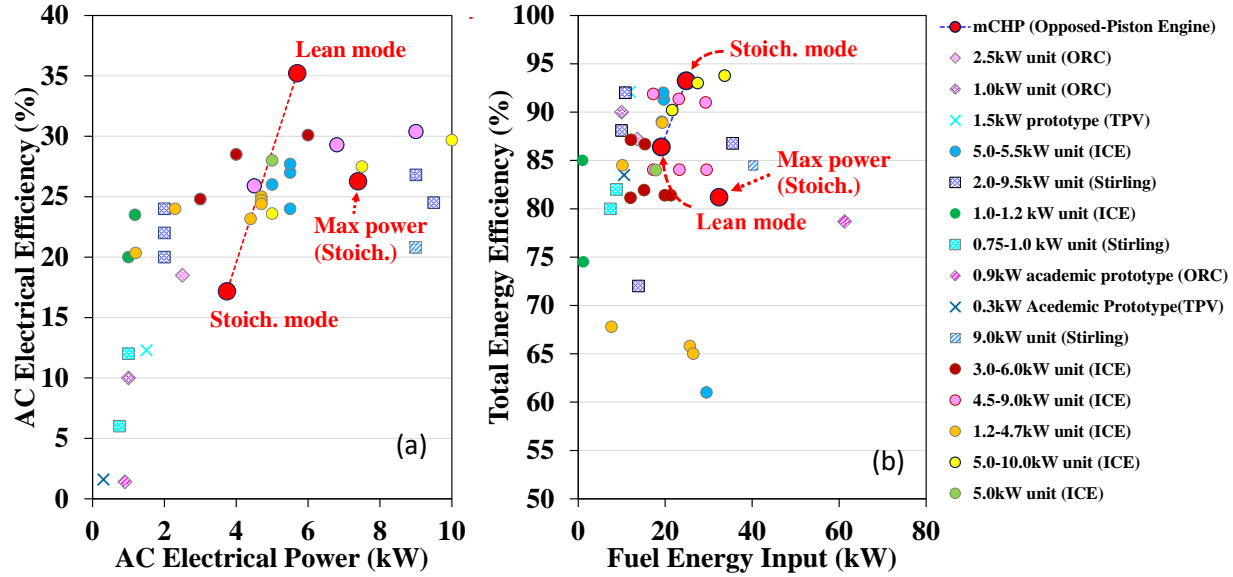 40
35
30
25
20
15
10
5
0
0
2
4
6
8
10
AC Electrical Efficiency (%)
AC Electrical Power (kW)
Lean mode
Max power
(Stoich.)
Stoich. mode
(a)
100
95
90
85
80
75
70
65
60
55
50
0
20
40
60
80
Total Energy Efficiency (%)
Fuel Energy Input (kW)
Stoich. mode
Max power
(Stoich.)
Lean mode
(b)
mCHP (Opposed-Piston Engine)
2.5kW unit (ORC)
1.0kW unit (ORC)
1.5kW prototype (TPV)
5.0-5.5kW unit (ICE)
2.0-9.5kW unit (Stirling)
1.0-1.2 kW unit (ICE)
0.75-1.0 kW unit (Stirling)
0.9kW academic prototype (ORC)
0.3kW Acedemic Prototype(TPV)
9.0kW unit (Stirling)
3.0-6.0kW unit (ICE)
4.5-9.0kW unit (ICE)
1.2-4.7kW unit (ICE)
5.0-10.0kW unit (ICE)
5.0kW unit (ICE)